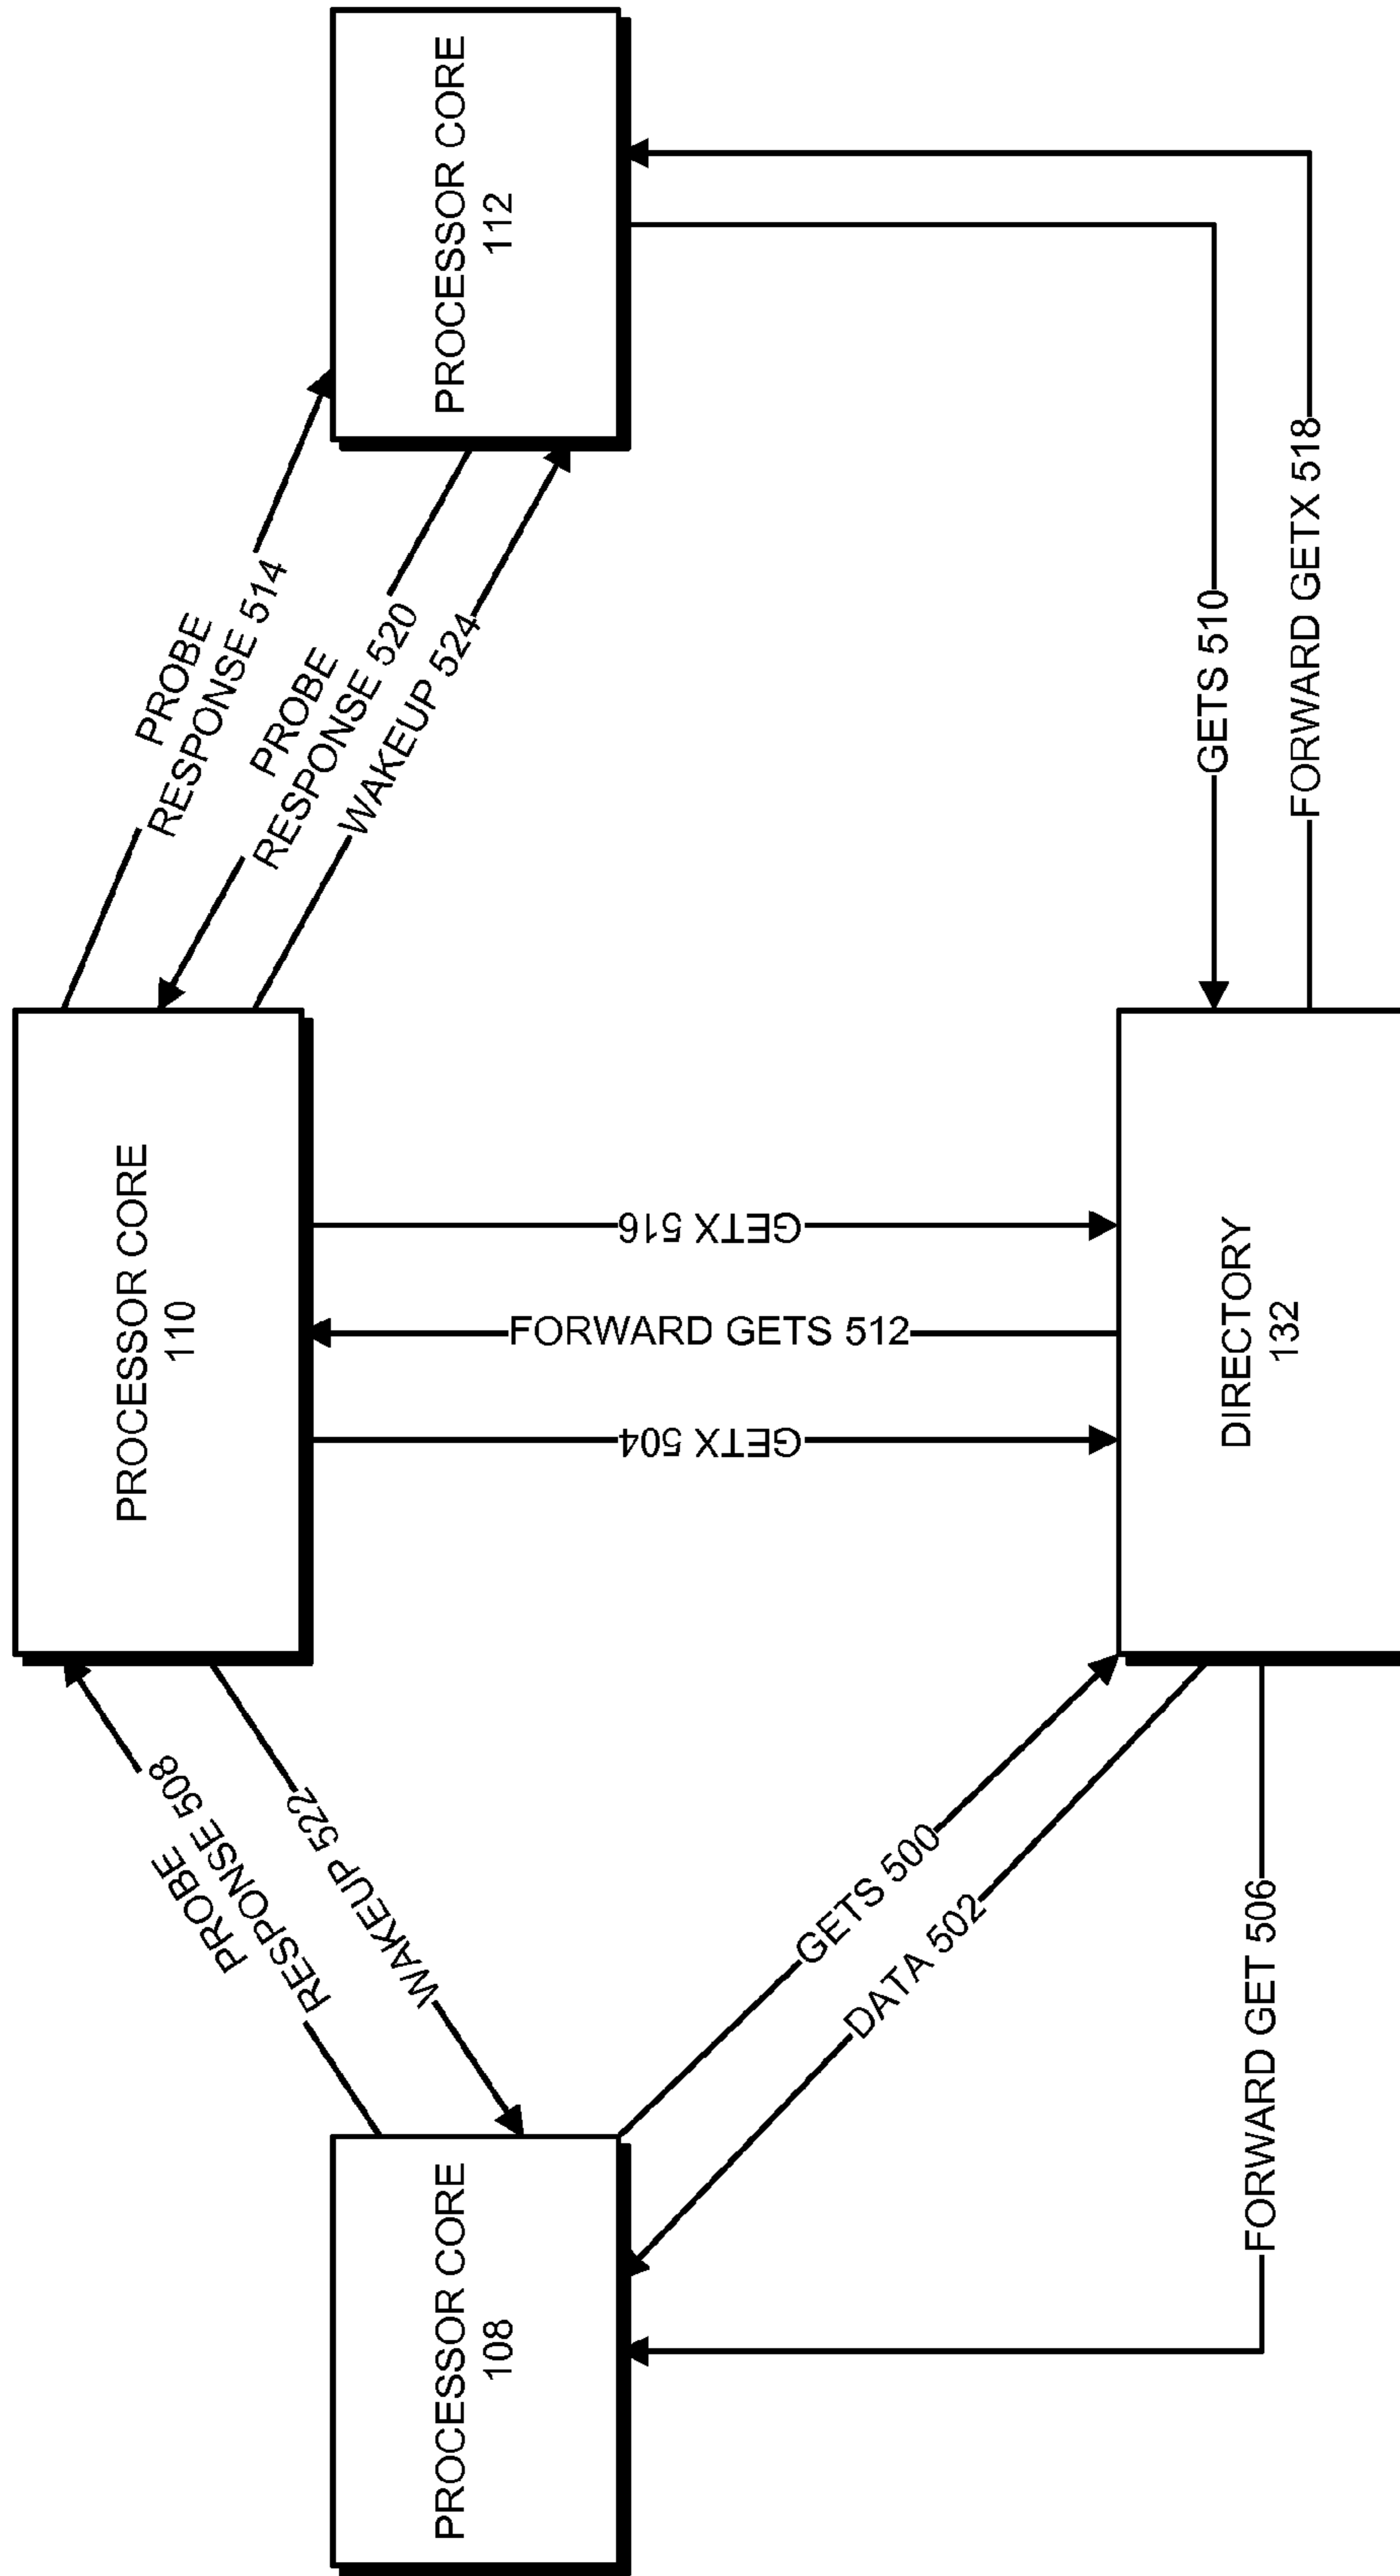 PROCESSOR CORE
110
PROBE
RESPONSE 508
WAKEUP 522
PROBE
RESPONSE 514
PROBE
RESPONSE 520
WAKEUP 524
PROCESSOR CORE
108
PROCESSOR CORE
112
GETX 504
FORWARD GETS 512
GETX 516
GETS 500
DATA 502
FORWARD GET 506
GETS 510
FORWARD GETX 518
DIRECTORY
132